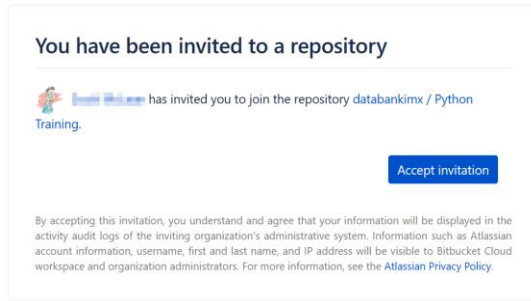 You have been invited to a repository
has invited you to join the repository databankimx / Python
Training.
Accept invitation
By accepting this invitation, you understand and agree that your information will be displayed in the
activity audit logs of the inviting organization's administrative system. Information such as Atlassian
account information, username, first and last name, and IP address will be visible to Bitbucket Cloud
workspace and organization administrators. For more information, see the Atlassian Privacy Policy.